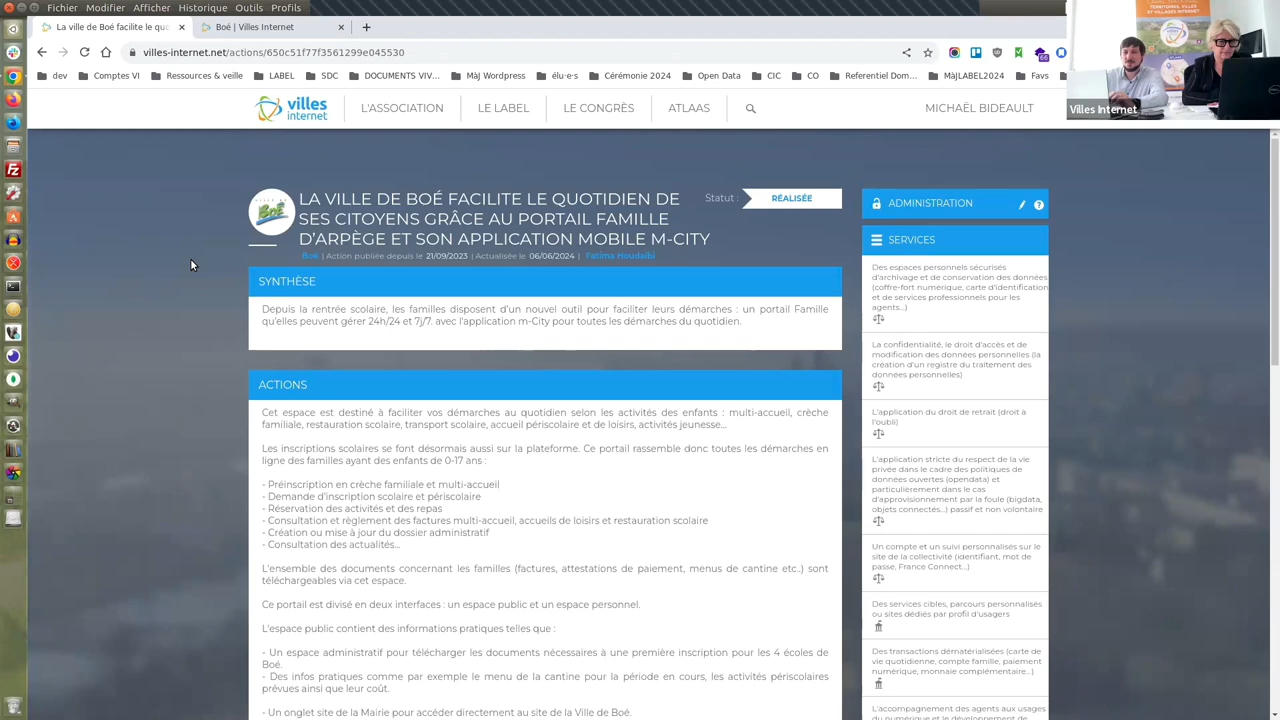 Fichier Modifier Afficher Historique Outils Profils
La ville de Boé facilite le quo
Boé | Villes Internet
villes-internet.net/actions/650c51f77f3561299e045530
dev
Comptes VI
Ressources & veille
LABEL
SDC
DOCUMENTS VIV...
Màj Wordpress
élu·e·s
Cérémonie 2024
Open Data
CIC
CO
Referentiel Dom...
MàjLABEL2024
Favs
66
TERRITOIRES, VILLES
ET VILLAGES INTERNET
Villes Internet
villes
internet
L'ASSOCIATION
LE LABEL
LE CONGRÈS
ATLAAS
MICHAËL BIDEAULT
Boé
LA VILLE DE BOÉ FACILITE LE QUOTIDIEN DE
SES CITOYENS GRÂCE AU PORTAIL FAMILLE
D'ARPÈGE ET SON APPLICATION MOBILE M-CITY
Statut :
RÉALISÉE
Boé | Action publiée depuis le 21/09/2023 | Actualisée le 06/06/2024 | Fatima Houdaibi
SYNTHÈSE
Depuis la rentrée scolaire, les familles disposent d'un nouvel outil pour faciliter leurs démarches : un portail Famille
qu'elles peuvent gérer 24h/24 et 7j/7. avec l'application m-City pour toutes les démarches du quotidien.
ACTIONS
Cet espace est destiné à faciliter vos démarches au quotidien selon les activités des enfants : multi-accueil, crèche
familiale, restauration scolaire, transport scolaire, accueil périscolaire et de loisirs, activités jeunesse...
Les inscriptions scolaires se font désormais aussi sur la plateforme. Ce portail rassemble donc toutes les démarches en
ligne des familles ayant des enfants de 0-17 ans :
- Préinscription en crèche familiale et multi-accueil
- Demande d'inscription scolaire et périscolaire
- Réservation des activités et des repas
- Consultation et règlement des factures multi-accueil, accueils de loisirs et restauration scolaire
- Création ou mise à jour du dossier administratif
- Consultation des actualités...
L'ensemble des documents concernant les familles (factures, attestations de paiement, menus de cantine etc..) sont
téléchargeables via cet espace.
Ce portail est divisé en deux interfaces : un espace public et un espace personnel.
L'espace public contient des informations pratiques telles que :
- Un espace administratif pour télécharger les documents nécessaires à une première inscription pour les 4 écoles de
Boé.
- Infos pratiques comme par exemple le menu de la cantine pour la période en cours, les activités périscolaires
prévues ainsi que leur coût.
- Un onglet site de la Mairie pour accéder directement au site de la Ville de Boé.
ADMINISTRATION
SERVICES
Des espaces personnels sécurisés
d'archivage et de conservation des données
(coffre-fort numérique, carte d'identification
et de services professionnels pour les
agents...)
La confidentialité, le droit d'accès et de
modification des données personnelles (la
création d'un registre du traitement des
données personnelles)
L'application du droit de retrait (droit à
l'oubli)
L'application stricte du respect de la vie
privée dans le cadre des politiques de
données ouvertes (opendata) et
particulièrement dans le cas
d'approvisionnement par la foule (bigdata,
objets connectés...) passif et non volontaire
Un compte et un suivi personnalisés sur le
site de la collectivité (identifiant, mot de
passe, France Connect...)
Des services cibles, parcours personnalisés
ou sites dédiés par profil d'usagers
Des transactions dématérialisées (carte de
vie quotidienne, compte famille, paiement
numérique, monnaie complémentaire...)
L'accompagnement des agents aux usages
du numérique et le développement de